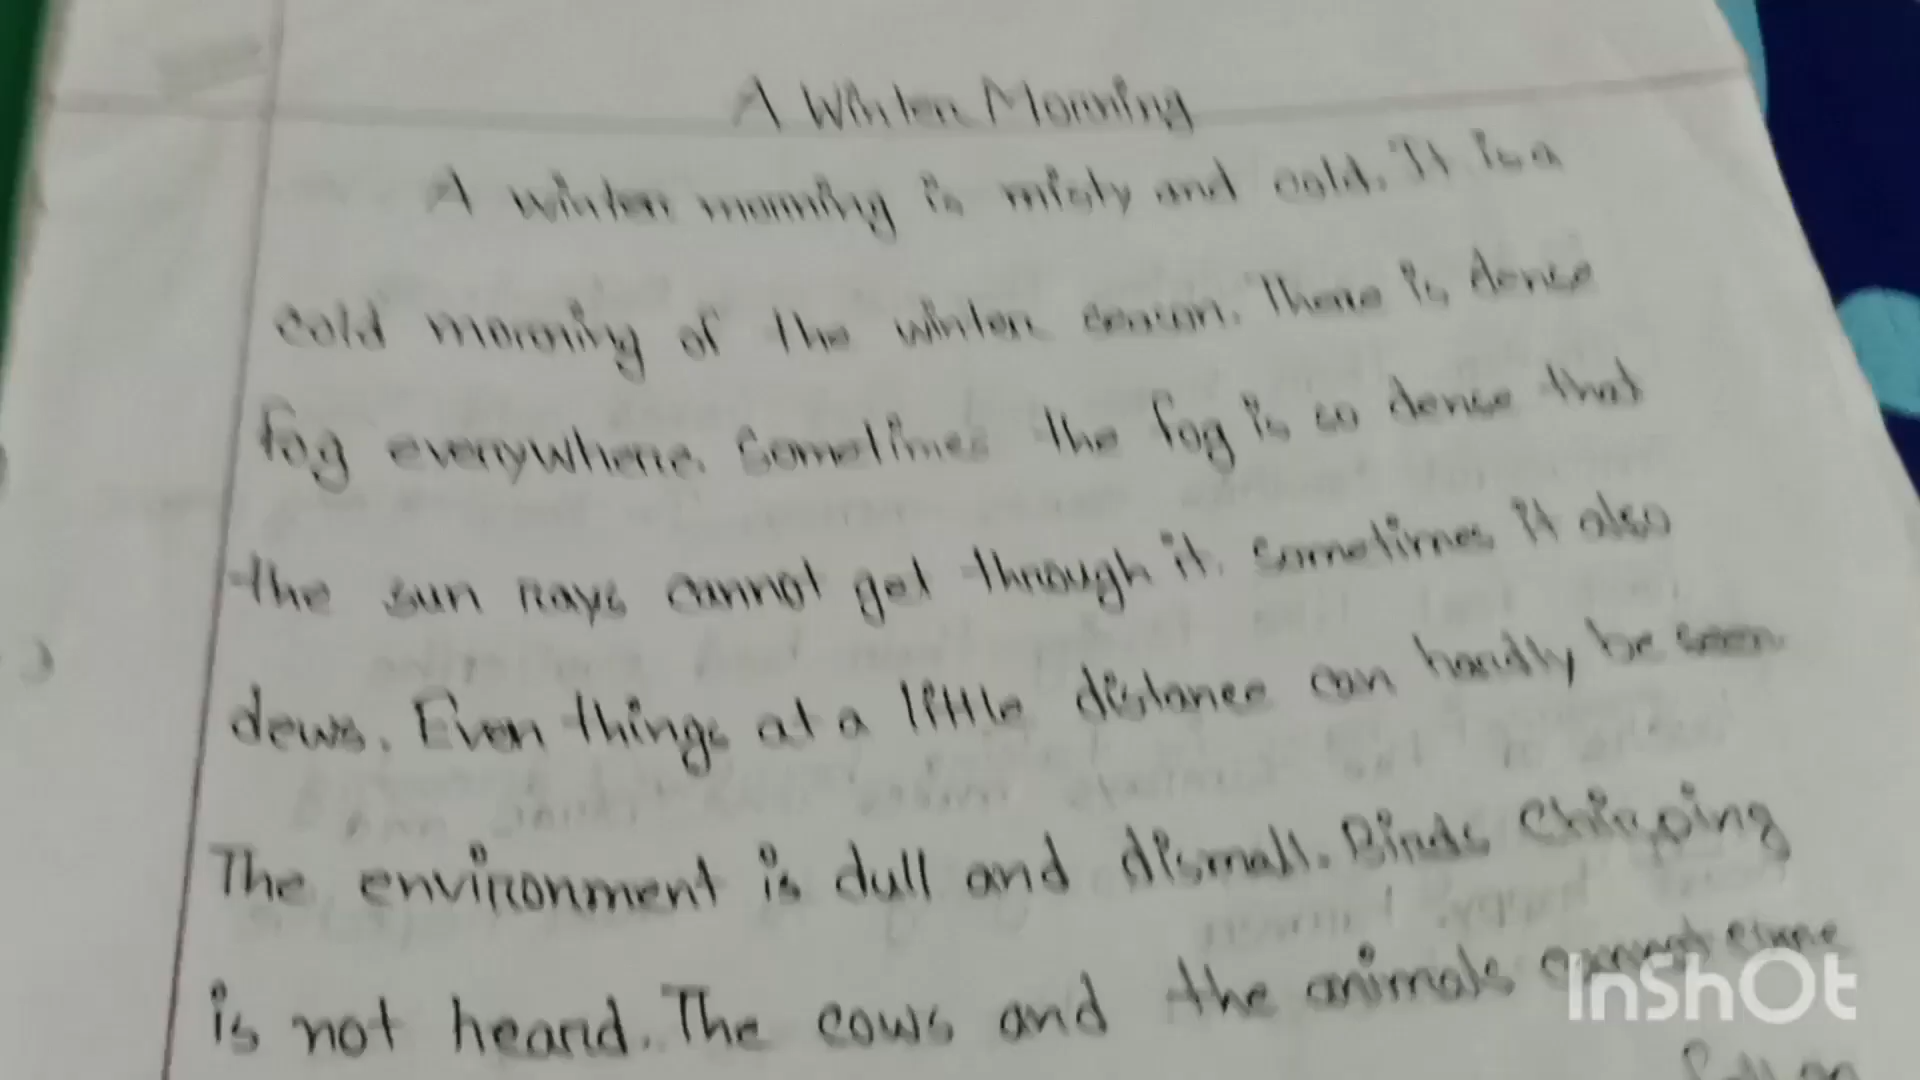 A Winter Morning
A winter morning is misty and cold. It is a
cold morning of the winter season. There is dense
fog everywhere. Sometimes the fog is so dense that
the sun rays cannot get through it. Sometimes it also
dews. Even things at a little distance can hardly be seen
The environment is dull and dismall. Birds Chirping
is not heard. The cows and the animals cannot come
InShOt